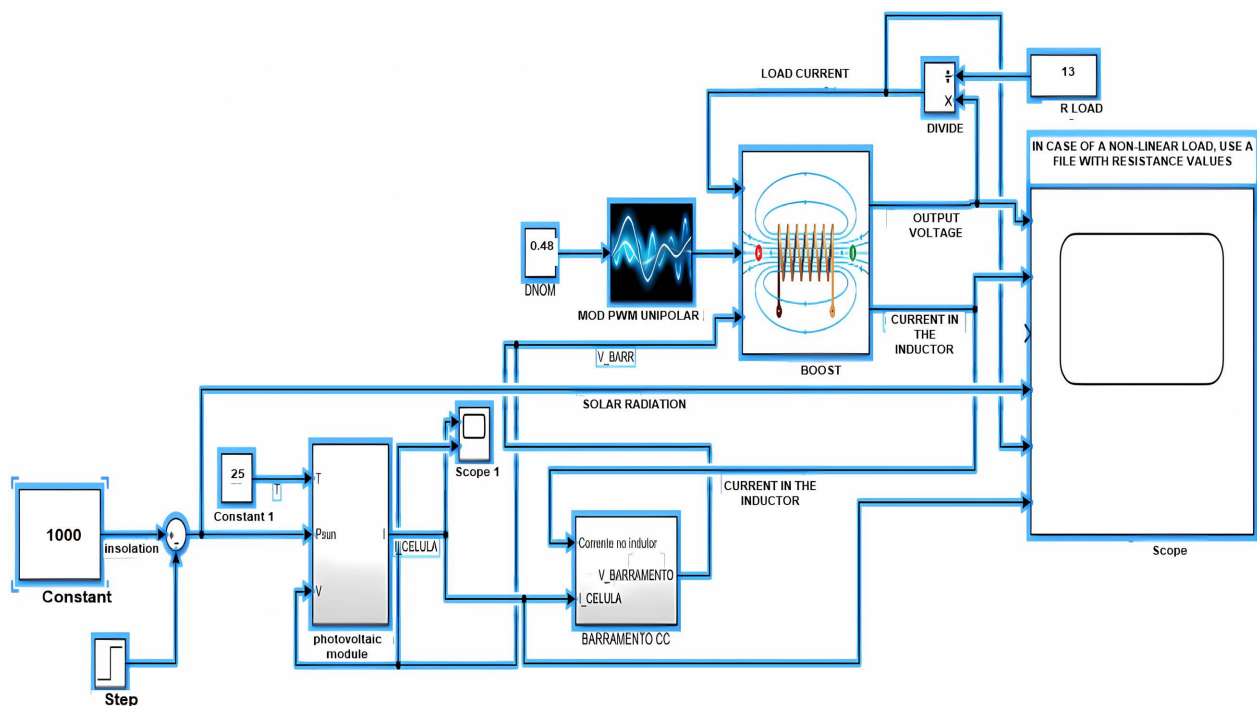 LOAD CURRENT
÷
X
DIVIDE
13
R LOAD
IN CASE OF A NON-LINEAR LOAD, USE A
FILE WITH RESISTANCE VALUES
0.48
DNOM
MOD PWM UNIPOLAR
OUTPUT
VOLTAGE
CURRENT IN
THE
INDUCTOR
BOOST
V_BARR
SOLAR RADIATION
Scope 1
25
T
Constant 1
T
Psun
I
V
I_CELULA
photovoltaic
module
1000
insolation
Constant
Step
CURRENT IN THE
INDUCTOR
Corrente no indutor
V_BARRAMENTO
I_CELULA
BARRAMENTO CC
Scope